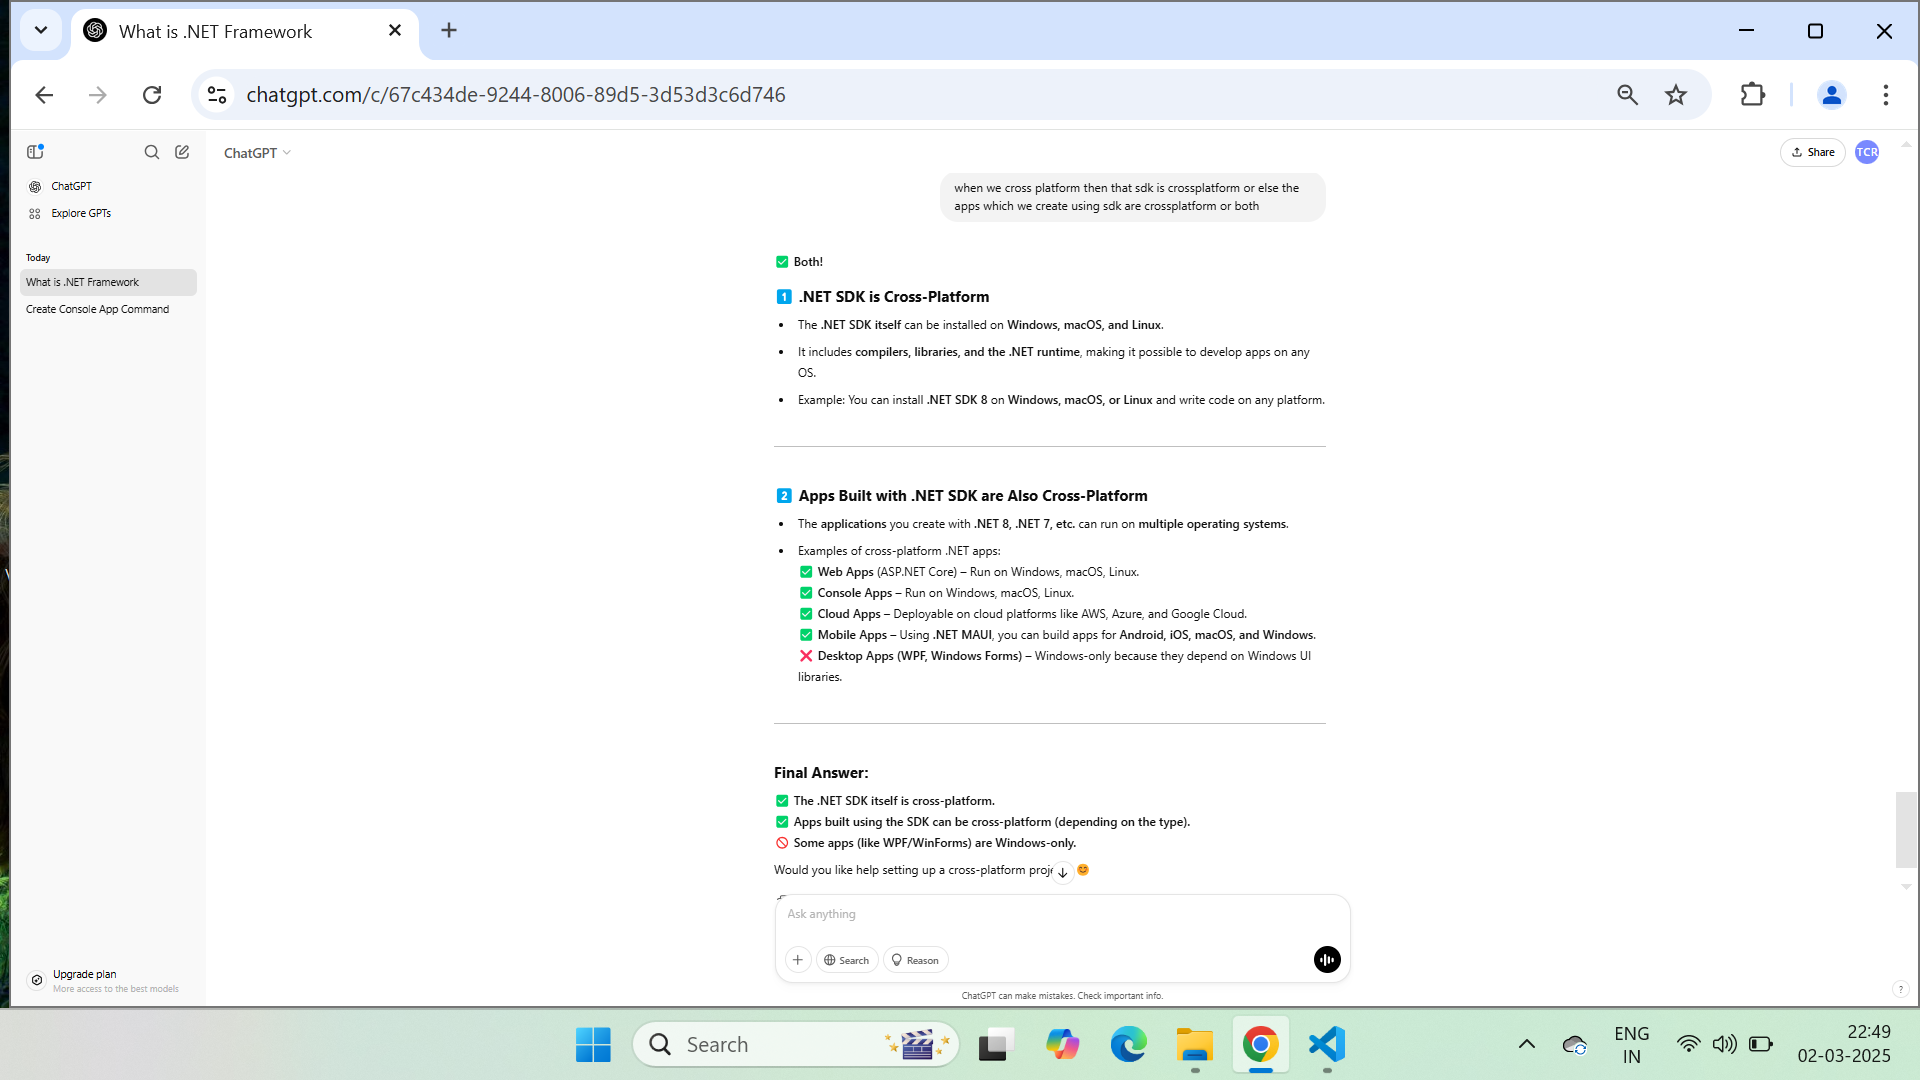 What is .NET Framework
chatgpt.com/c/67c434de-9244-8006-89d5-3d53d3c6d746
ChatGPT
Explore GPTs
Today
What is .NET Framework
Create Console App Command
Upgrade plan
More access to the best models
ChatGPT
Share
TCR
when we cross platform then that sdk is crossplatform or else the
apps which we create using sdk are crossplatform or both
✅ Both!
1️⃣ .NET SDK is Cross-Platform
• The .NET SDK itself can be installed on Windows, macOS, and Linux.
• It includes compilers, libraries, and the .NET runtime, making it possible to develop apps on any
OS.
• Example: You can install .NET SDK 8 on Windows, macOS, or Linux and write code on any platform.
2️⃣ Apps Built with .NET SDK are Also Cross-Platform
• The applications you create with .NET 8, .NET 7, etc. can run on multiple operating systems.
• Examples of cross-platform .NET apps:
✅ Web Apps (ASP.NET Core) – Run on Windows, macOS, Linux.
✅ Console Apps – Run on Windows, macOS, Linux.
✅ Cloud Apps – Deployable on cloud platforms like AWS, Azure, and Google Cloud.
✅ Mobile Apps – Using .NET MAUI, you can build apps for Android, iOS, macOS, and Windows.
❌ Desktop Apps (WPF, Windows Forms) – Windows-only because they depend on Windows UI
libraries.
Final Answer:
✅ The .NET SDK itself is cross-platform.
✅ Apps built using the SDK can be cross-platform (depending on the type).
🚫 Some apps (like WPF/WinForms) are Windows-only.
Would you like help setting up a cross-platform proje 😊
Ask anything
Search
Reason
ChatGPT can make mistakes. Check important info.
?
Search
ENG
IN
22:49
02-03-2025